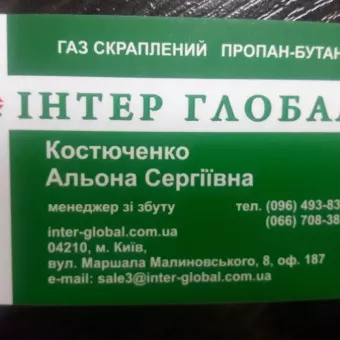 ГАЗ СКРАПЛЕНИЙ ПРОПАН-БУТАН
ІНТЕР ГЛОБАЛ
Костюченко
Альона Сергіївна
менеджер зі збуту тел. (096) 493-83
(066) 708-38
inter-global.com.ua
04210, м. Київ,
вул. Маршала Малиновського, 8, оф. 187
e-mail: sale3@inter-global.com.ua